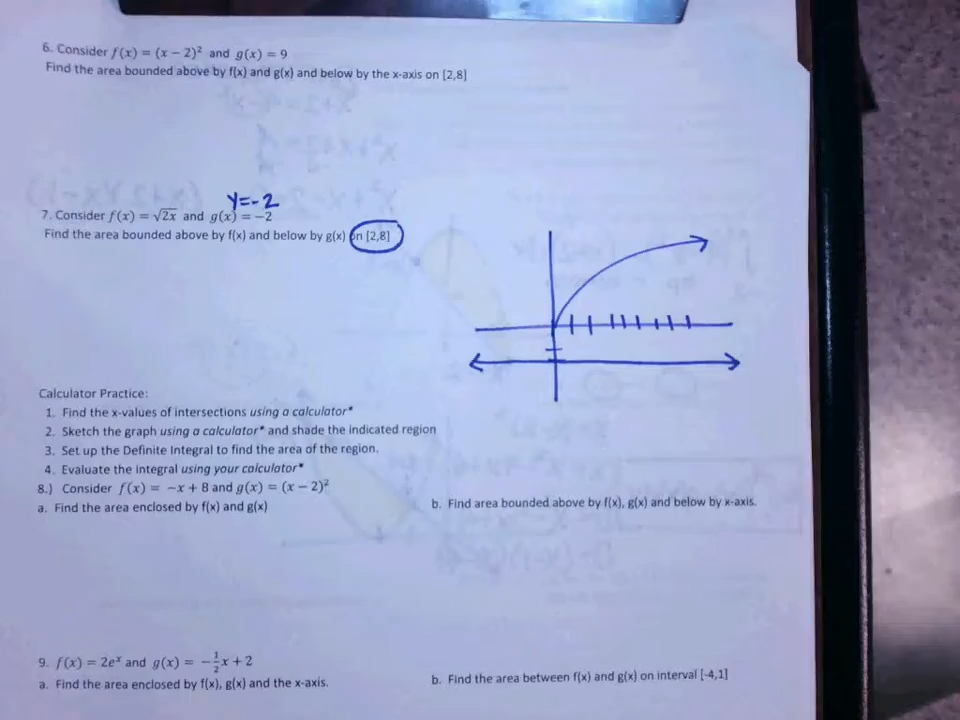 6. Consider f(x) = (x − 2)² and g(x) = 9
Find the area bounded above by f(x) and g(x) and below by the x-axis on [2,8]
y=-2
7. Consider f(x) = √2x and g(x) = −2
Find the area bounded above by f(x) and below by g(x) on [2,8]
Calculator Practice:
1. Find the x-values of intersections using a calculator*
2. Sketch the graph using a calculator* and shade the indicated region
3. Set up the Definite Integral to find the area of the region.
4. Evaluate the integral using your calculator*
8.) Consider f(x) = −x + 8 and g(x) = (x − 2)²
a. Find the area enclosed by f(x) and g(x)
b. Find area bounded above by f(x), g(x) and below by x-axis.
9. f(x) = 2eˣ and g(x) = −½x + 2
a. Find the area enclosed by f(x), g(x) and the x-axis.
b. Find the area between f(x) and g(x) on interval [-4,1]